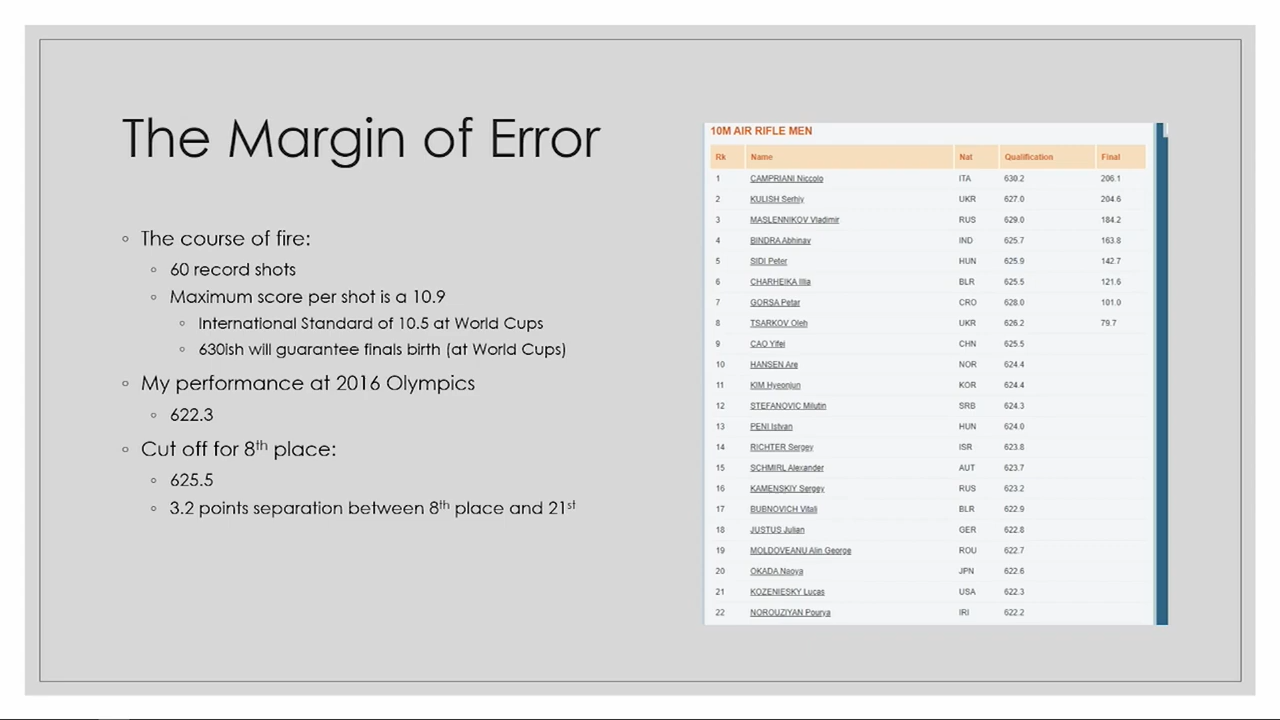 The Margin of Error
◦ The course of fire:
◦ 60 record shots
◦ Maximum score per shot is a 10.9
◦ International Standard of 10.5 at World Cups
◦ 630ish will guarantee finals birth (at World Cups)
◦ My performance at 2016 Olympics
◦ 622.3
◦ Cut off for 8th place:
◦ 625.5
◦ 3.2 points separation between 8th place and 21st
10M AIR RIFLE MEN
Rk Name Nat Qualification Final
1 CAMPRIANI Niccolo ITA 630.2 206.1
2 KULISH Serhiy UKR 627.0 204.6
3 MASLENNIKOV Vladimir RUS 629.0 184.2
4 BINDRA Abhinav IND 625.7 163.8
5 SIDI Peter HUN 625.9 142.7
6 CHARHEIKA Illia BLR 625.5 121.6
7 GORSA Petar CRO 628.0 101.0
8 TSARKOV Oleh UKR 626.2 79.7
9 CAO Yifei CHN 625.5
10 HANSEN Are NOR 624.4
11 KIM Hyeonjun KOR 624.4
12 STEFANOVIC Milutin SRB 624.3
13 PENI Istvan HUN 624.0
14 RICHTER Sergey ISR 623.8
15 SCHMIRL Alexander AUT 623.7
16 KAMENSKIY Sergey RUS 623.2
17 BUBNOVICH Vitali BLR 622.9
18 JUSTUS Julian GER 622.8
19 MOLDOVEANU Alin George ROU 622.7
20 OKADA Naoya JPN 622.6
21 KOZENIESKY Lucas USA 622.3
22 NOROUZIYAN Pourya IRI 622.2